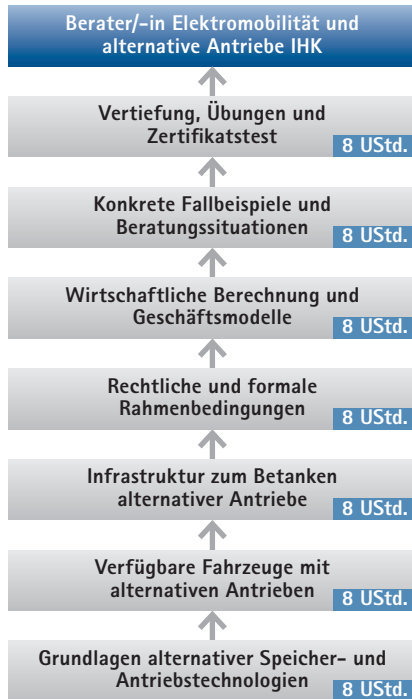 Berater/-in Elektromobilität und
alternative Antriebe IHK
Vertiefung, Übungen und
Zertifikatstest
8 UStd.
Konkrete Fallbeispiele und
Beratungssituationen
8 UStd.
Wirtschaftliche Berechnung und
Geschäftsmodelle
8 UStd.
Rechtliche und formale
Rahmenbedingungen
8 UStd.
Infrastruktur zum Betanken
alternativer Antriebe
8 UStd.
Verfügbare Fahrzeuge mit
alternativen Antrieben
8 UStd.
Grundlagen alternativer Speicher- und
Antriebstechnologien
8 UStd.